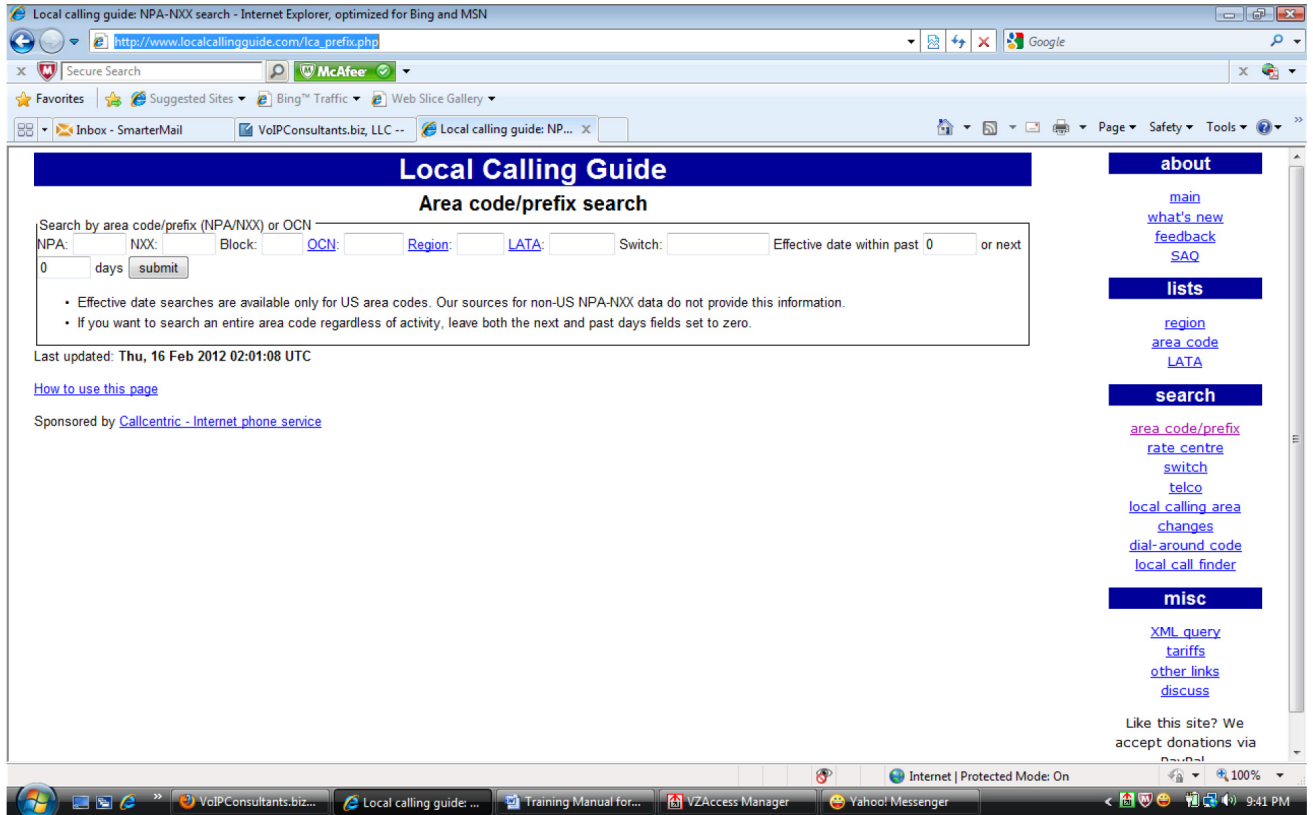 Local calling guide: NPA-NXX search - Internet Explorer, optimized for Bing and MSN
http://www.localcallingguide.com/lca_prefix.php
Google
Secure Search
McAfee
Favorites
Suggested Sites
Bing™ Traffic
Web Slice Gallery
Inbox - SmarterMail
VoIPConsultants.biz, LLC --
Local calling guide: NP...
Page
Safety
Tools
Local Calling Guide
Area code/prefix search
Search by area code/prefix (NPA/NXX) or OCN
NPA: NXX: Block: OCN: Region: LATA: Switch: Effective date within past 0 or next
0 days submit
• Effective date searches are available only for US area codes. Our sources for non-US NPA-NXX data do not provide this information.
• If you want to search an entire area code regardless of activity, leave both the next and past days fields set to zero.
Last updated: Thu, 16 Feb 2012 02:01:08 UTC
How to use this page
Sponsored by Callcentric - Internet phone service
about
main
what's new
feedback
SAQ
lists
region
area code
LATA
search
area code/prefix
rate centre
switch
telco
local calling area
changes
dial-around code
local call finder
misc
XML query
tariffs
other links
discuss
Like this site? We
accept donations via
PayPal
Internet | Protected Mode: On
100%
VoIPConsultants.biz...
Local calling guide: ...
Training Manual for...
VZAccess Manager
Yahoo! Messenger
9:41 PM